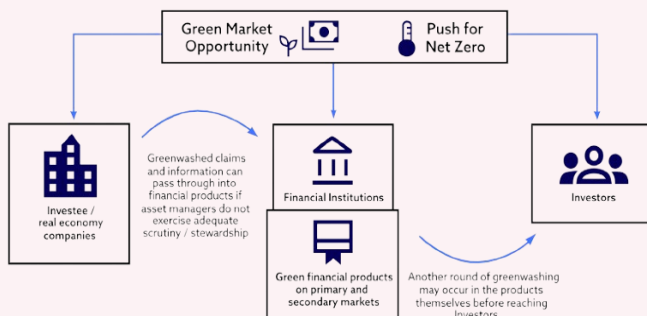 Green Market
Opportunity
Push for
Net Zero
Investee /
real economy
companies
Greenwashed claims
and information can
pass through into
financial products if
asset managers do not
exercise adequate
scrutiny / stewardship
Financial Institutions
Green financial products
on primary and
secondary markets
Investors
Another round of greenwashing
may occur in the products
themselves before reaching
Investors